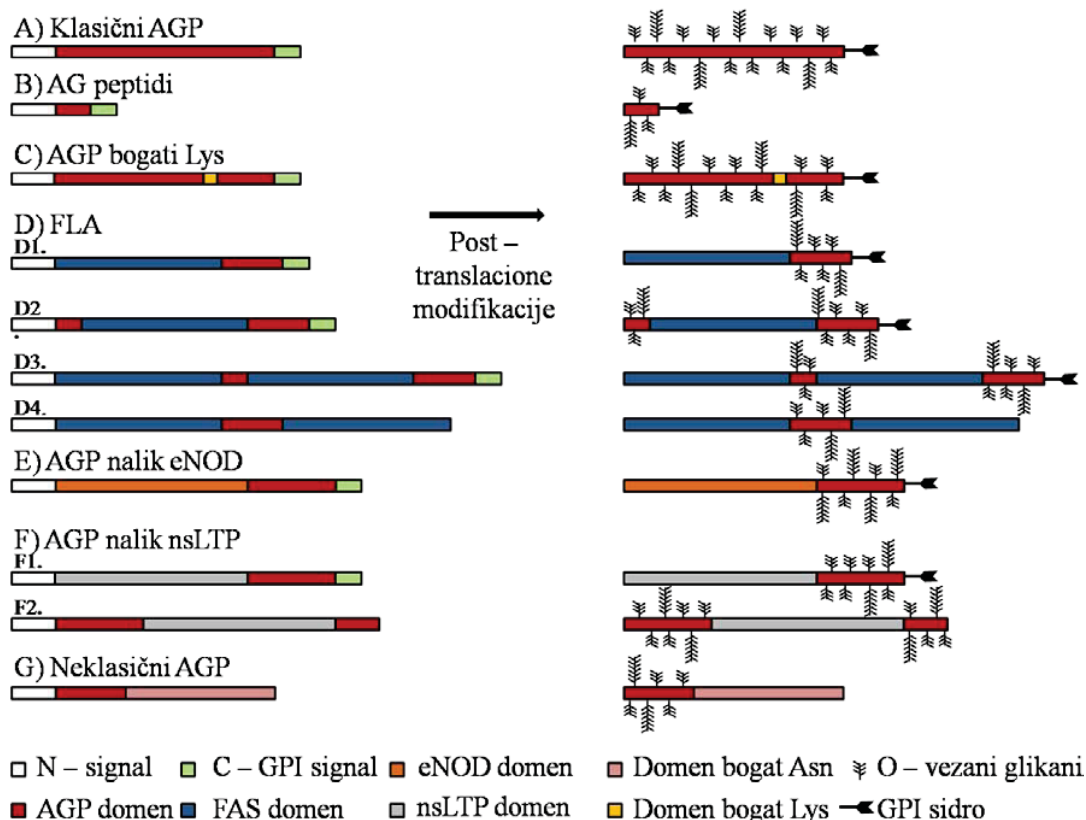 A) Klasični AGP
B) AG peptidi
C) AGP bogati Lys
D) FLA
D1.
D2
.
D3.
D4.
E) AGP nalik eNOD
F) AGP nalik nsLTP
F1.
F2.
G) Neklasični AGP
Post –
translacione
modifikacije
N – signal
C – GPI signal
eNOD domen
Domen bogat Asn
O – vezani glikani
AGP domen
FAS domen
nsLTP domen
Domen bogat Lys
GPI sidro